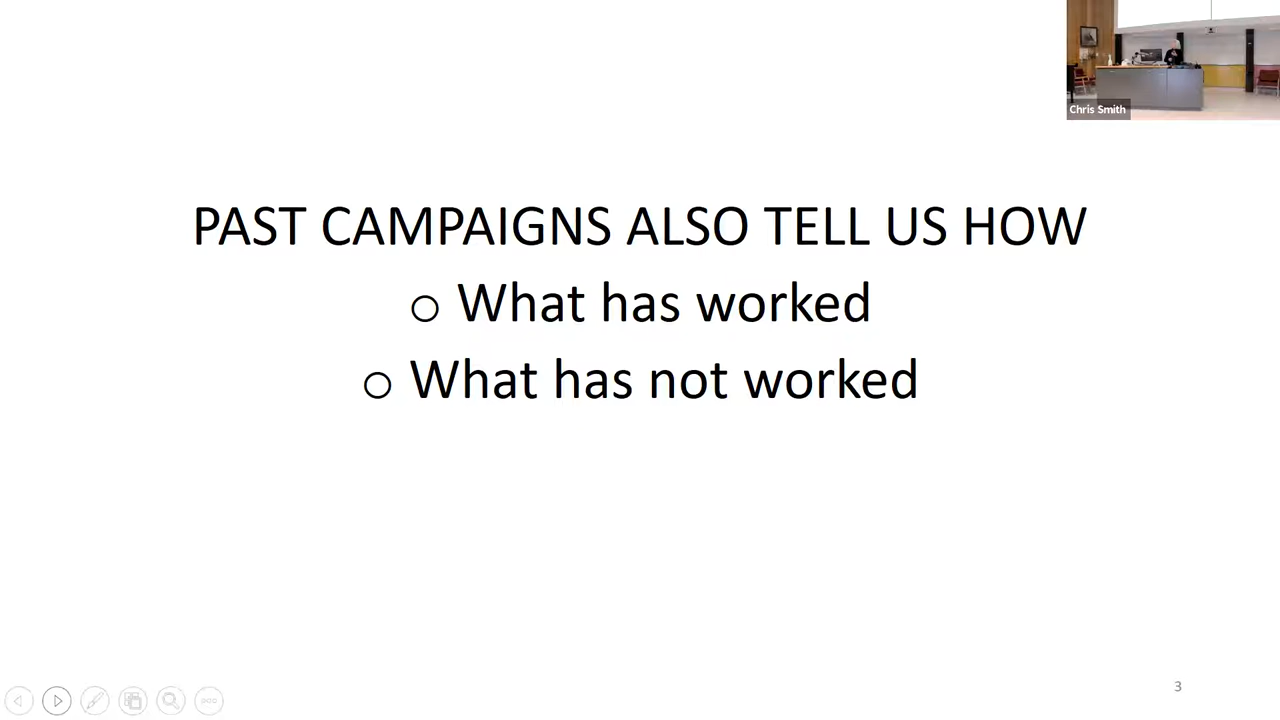 Chris Smith
PAST CAMPAIGNS ALSO TELL US HOW
o What has worked
o What has not worked
3